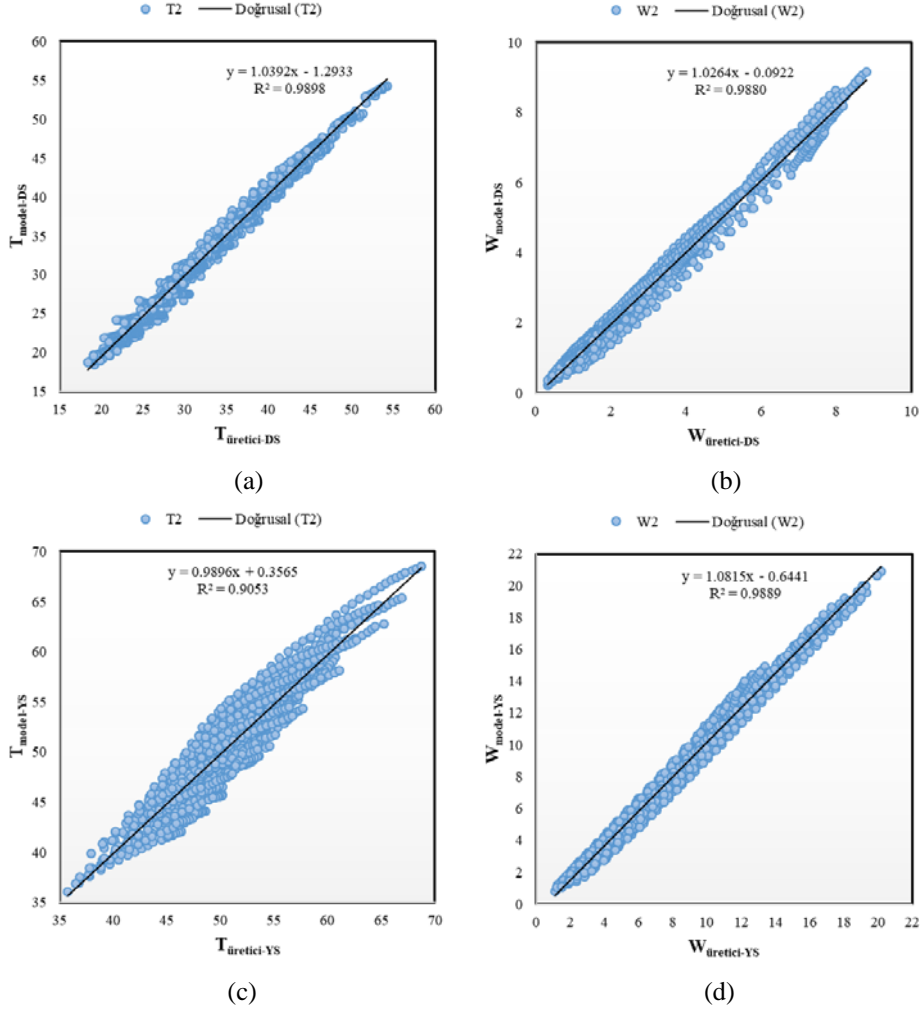 T2 Doğrusal (T2)
60
55
50
45
40
35
30
25
20
15
y = 1.0392x - 1.2933
R² = 0.9898
T model-DS
15 20 25 30 35 40 45 50 55 60
T üretici-DS
(a)
W2 Doğrusal (W2)
10
8
6
4
2
0
y = 1.0264x - 0.0922
R² = 0.9880
W model-DS
0 2 4 6 8 10
W üretici-DS
(b)
T2 Doğrusal (T2)
70
65
60
55
50
45
40
35
y = 0.9896x + 0.3565
R² = 0.9053
T model-YS
35 40 45 50 55 60 65 70
T üretici-YS
(c)
W2 Doğrusal (W2)
22
20
18
16
14
12
10
8
6
4
2
0
y = 1.0815x - 0.6441
R² = 0.9889
W model-YS
0 2 4 6 8 10 12 14 16 18 20 22
W üretici-YS
(d)